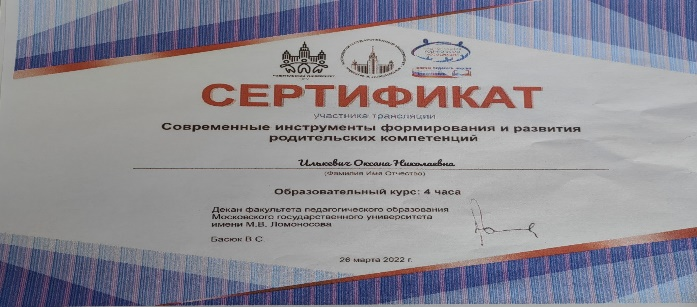 СЕРТИФИКАТ
участника трансляции
Современные инструменты формирования и развития
родительских компетенций
Илькевич Оксана Николаевна
(Фамилия Имя Отчество)
Образовательный курс: 4 часа
Декан факультета педагогического образования
Московского государственного университета
имени М.В. Ломоносова
Басюк В.С.
26 марта 2022 г.